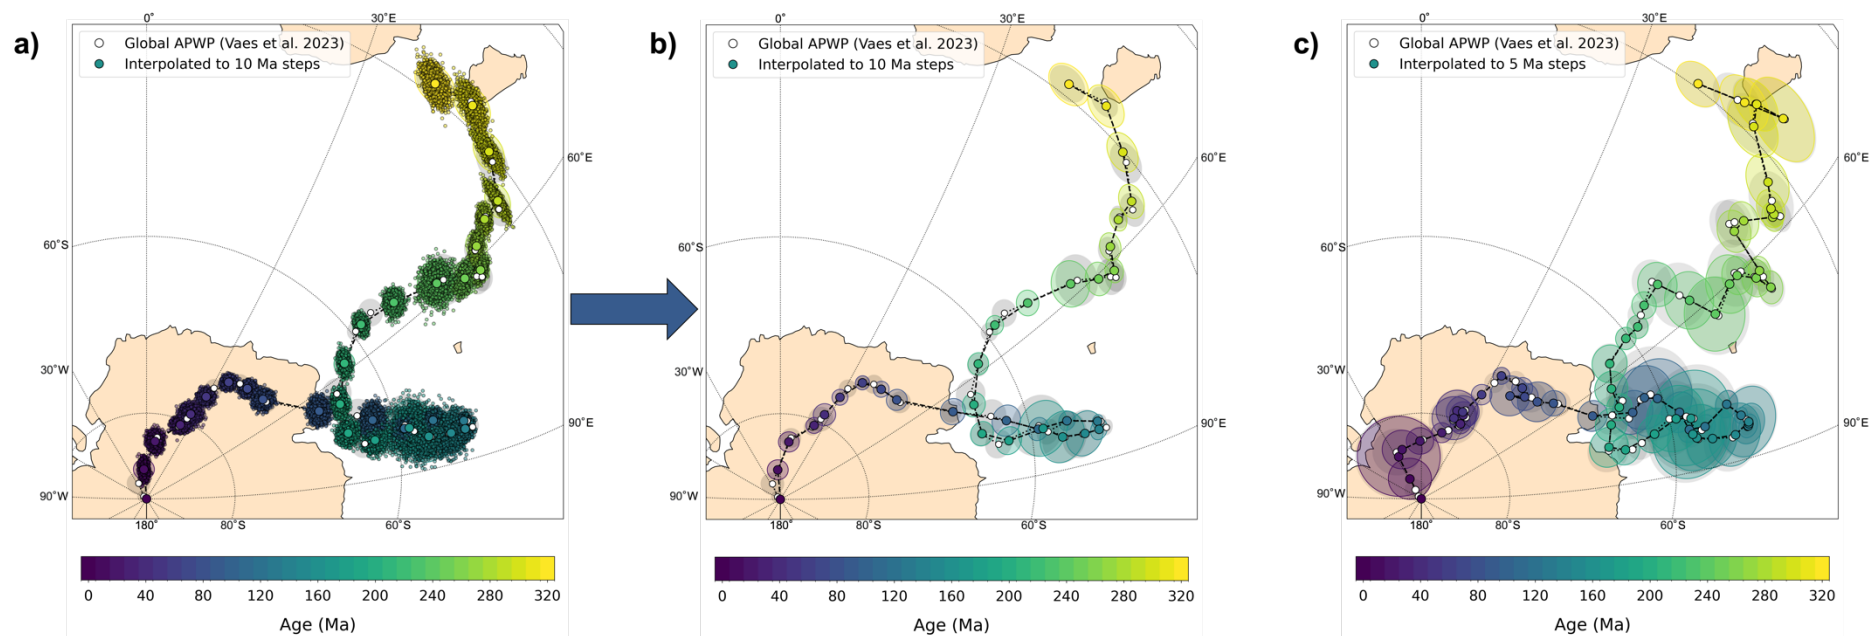 a)
0°
30°E
Global APWP (Vaes et al. 2023)
Interpolated to 10 Ma steps
60°E
60°S
30°W
90°E
90°W
180°
80°S
60°S
0 40 80 120 160 200 240 280 320
Age (Ma)
b)
0°
30°E
Global APWP (Vaes et al. 2023)
Interpolated to 10 Ma steps
60°E
60°S
30°W
90°E
90°W
180°
80°S
60°S
0 40 80 120 160 200 240 280 320
Age (Ma)
c)
0°
30°E
Global APWP (Vaes et al. 2023)
Interpolated to 5 Ma steps
60°E
60°S
30°W
90°E
90°W
180°
80°S
60°S
0 40 80 120 160 200 240 280 320
Age (Ma)